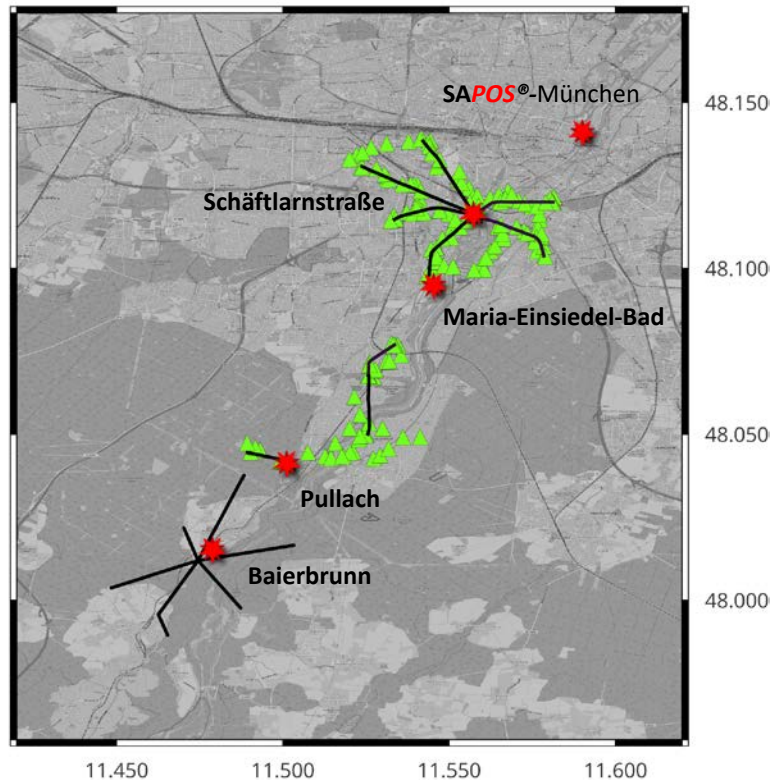 SAPOS®-München
48.150
Schäftlarnstraße
48.100
Maria-Einsiedel-Bad
48.050
Pullach
Baierbrunn
48.000
11.450 11.500 11.550 11.600